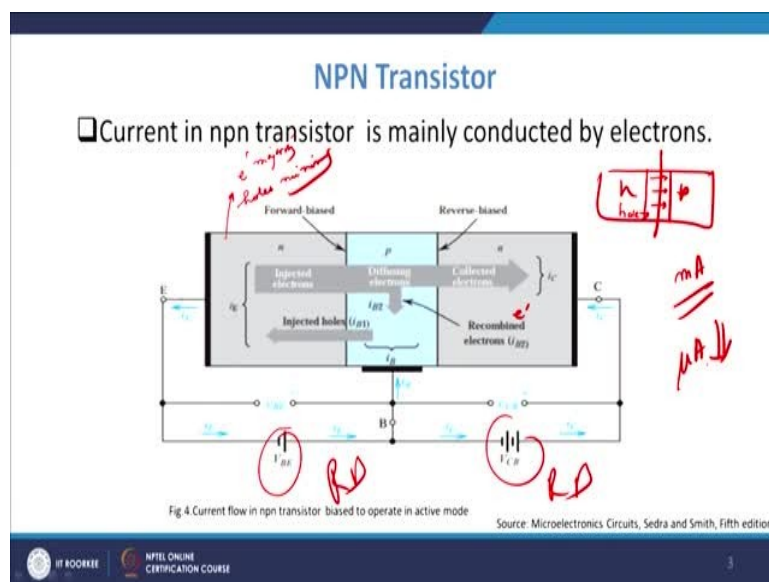 NPN Transistor
❑Current in npn transistor is mainly conducted by electrons.
e' majority
holes minority
Forward-biased
Reverse-biased
n
p
n
n
p
hole
Injected electrons
Diffusing electrons
Collected electrons
E
iE
iC
C
iB2
e'
mA
Injected holes (iB1)
Recombined electrons (iB2)
µA
iB
B
VBE
VCB
Fig 4.Current flow in npn transistor biased to operate in active mode
Source: Microelectronics Circuits, Sedra and Smith, Fifth edition
IIT ROORKEE
NPTEL ONLINE
CERTIFICATION COURSE
3